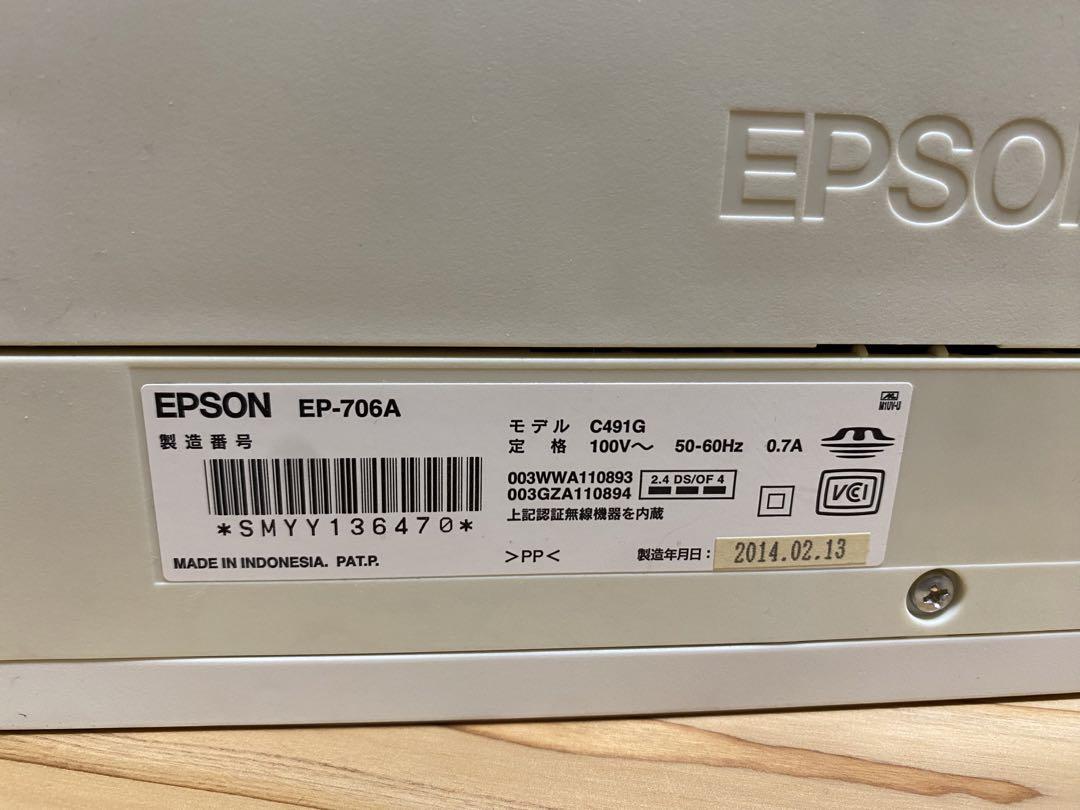 EPSON
EPSON EP-706A
製造番号
*SMYY136470*
MADE IN INDONESIA. PAT.P.
モデル C491G
定格 100V～ 50-60Hz 0.7A
003WWA110893
003GZA110894
2.4 DS/OF 4
上記認証無線機器を内蔵
>PP<
製造年月日：2014.02.13
M1UV-U
VCI